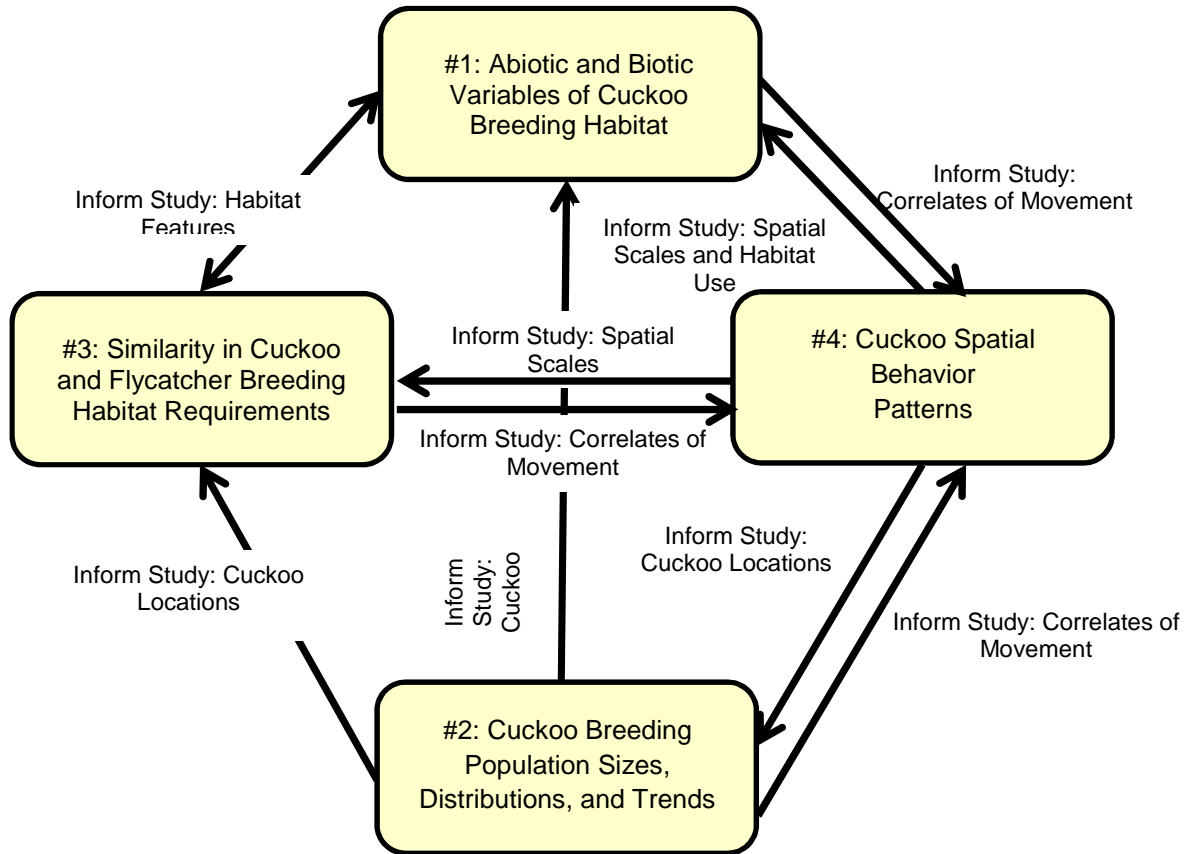 #1: Abiotic and Biotic
Variables of Cuckoo
Breeding Habitat
Inform Study: Habitat
Features
Inform Study:
Correlates of Movement
Inform Study: Spatial
Scales and Habitat
Use
#3: Similarity in Cuckoo
and Flycatcher Breeding
Habitat Requirements
Inform Study: Spatial
Scales
#4: Cuckoo Spatial
Behavior
Patterns
Inform Study: Correlates of
Movement
Inform Study:
Cuckoo Locations
Inform Study: Cuckoo
Locations
Inform
Study:
Cuckoo
Inform Study: Correlates of
Movement
#2: Cuckoo Breeding
Population Sizes,
Distributions, and Trends